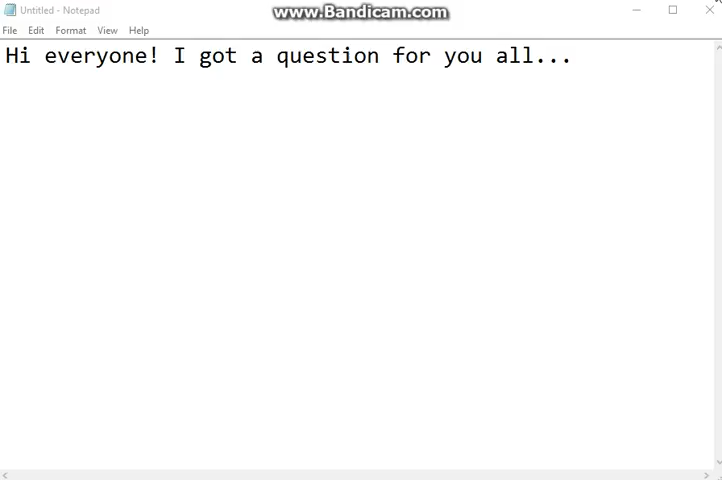 Untitled - Notepad
www.Bandicam.com
File Edit Format View Help
Hi everyone! I got a question for you all...